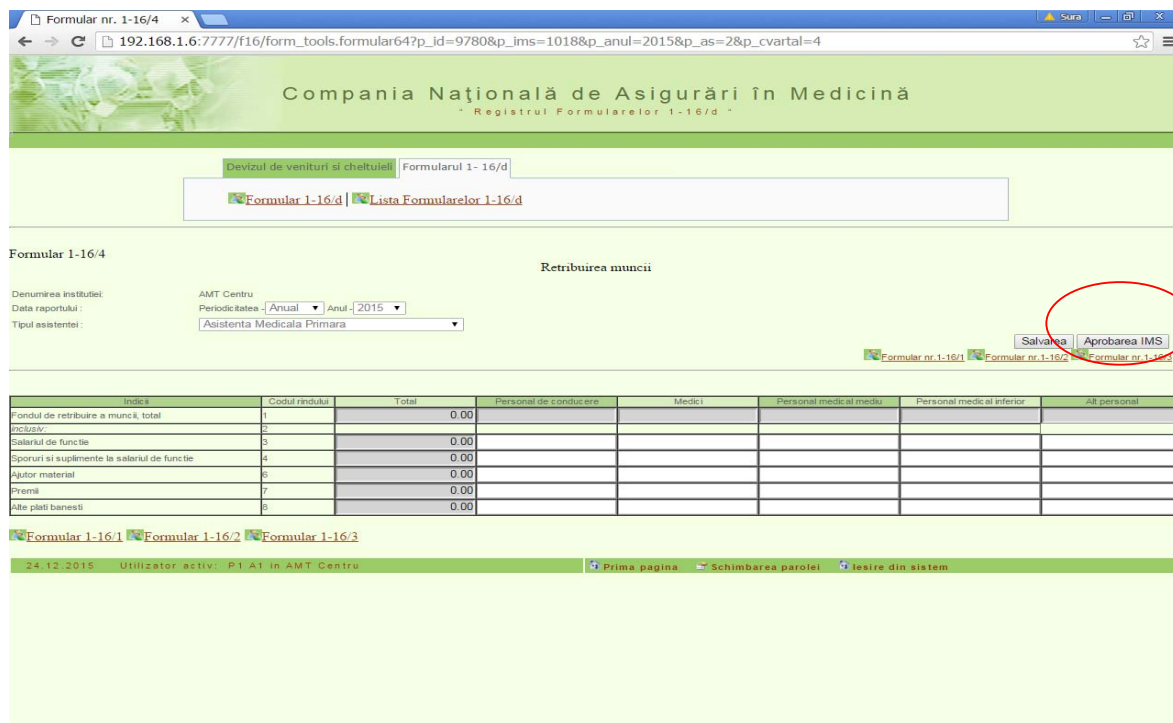 Formular nr. 1-16/4 ×
Sura
192.168.1.6:7777/f16/form_tools.formular64?p_id=9780&p_ims=1018&p_anul=2015&p_as=2&p_cvartal=4
Compania Naţională de Asigurări în Medicină
" Registrul Formularelor 1-16/d "
Devizul de venituri si cheltuieli Formularul 1- 16/d
Formular 1-16/d | Lista Formularelor 1-16/d
Formular 1-16/4
Retribuirea muncii
Denumirea institutiei: AMT Centru
Data raportului : Periodicitatea - Anual Anul - 2015
Tipul asistentei : Asistenta Medicala Primara
Salvarea Aprobarea IMS
Formular nr.1-16/1 Formular nr.1-16/2 Formular nr.1-16/3
Indicii Codul rindului Total Personal de conducere Medici Personal medical mediu Personal medical inferior Alt personal
Fondul de retribuire a muncii, total 1 0.00
inclusiv: 2
Salariul de functie 3 0.00
Sporuri si suplimente la salariul de functie 4 0.00
Ajutor material 6 0.00
Premii 7 0.00
Alte plati banesti 8 0.00
Formular 1-16/1 Formular 1-16/2 Formular 1-16/3
24.12.2015 Utilizator activ: P1 A1 in AMT Centru Prima pagina Schimbarea parolei Iesire din sistem